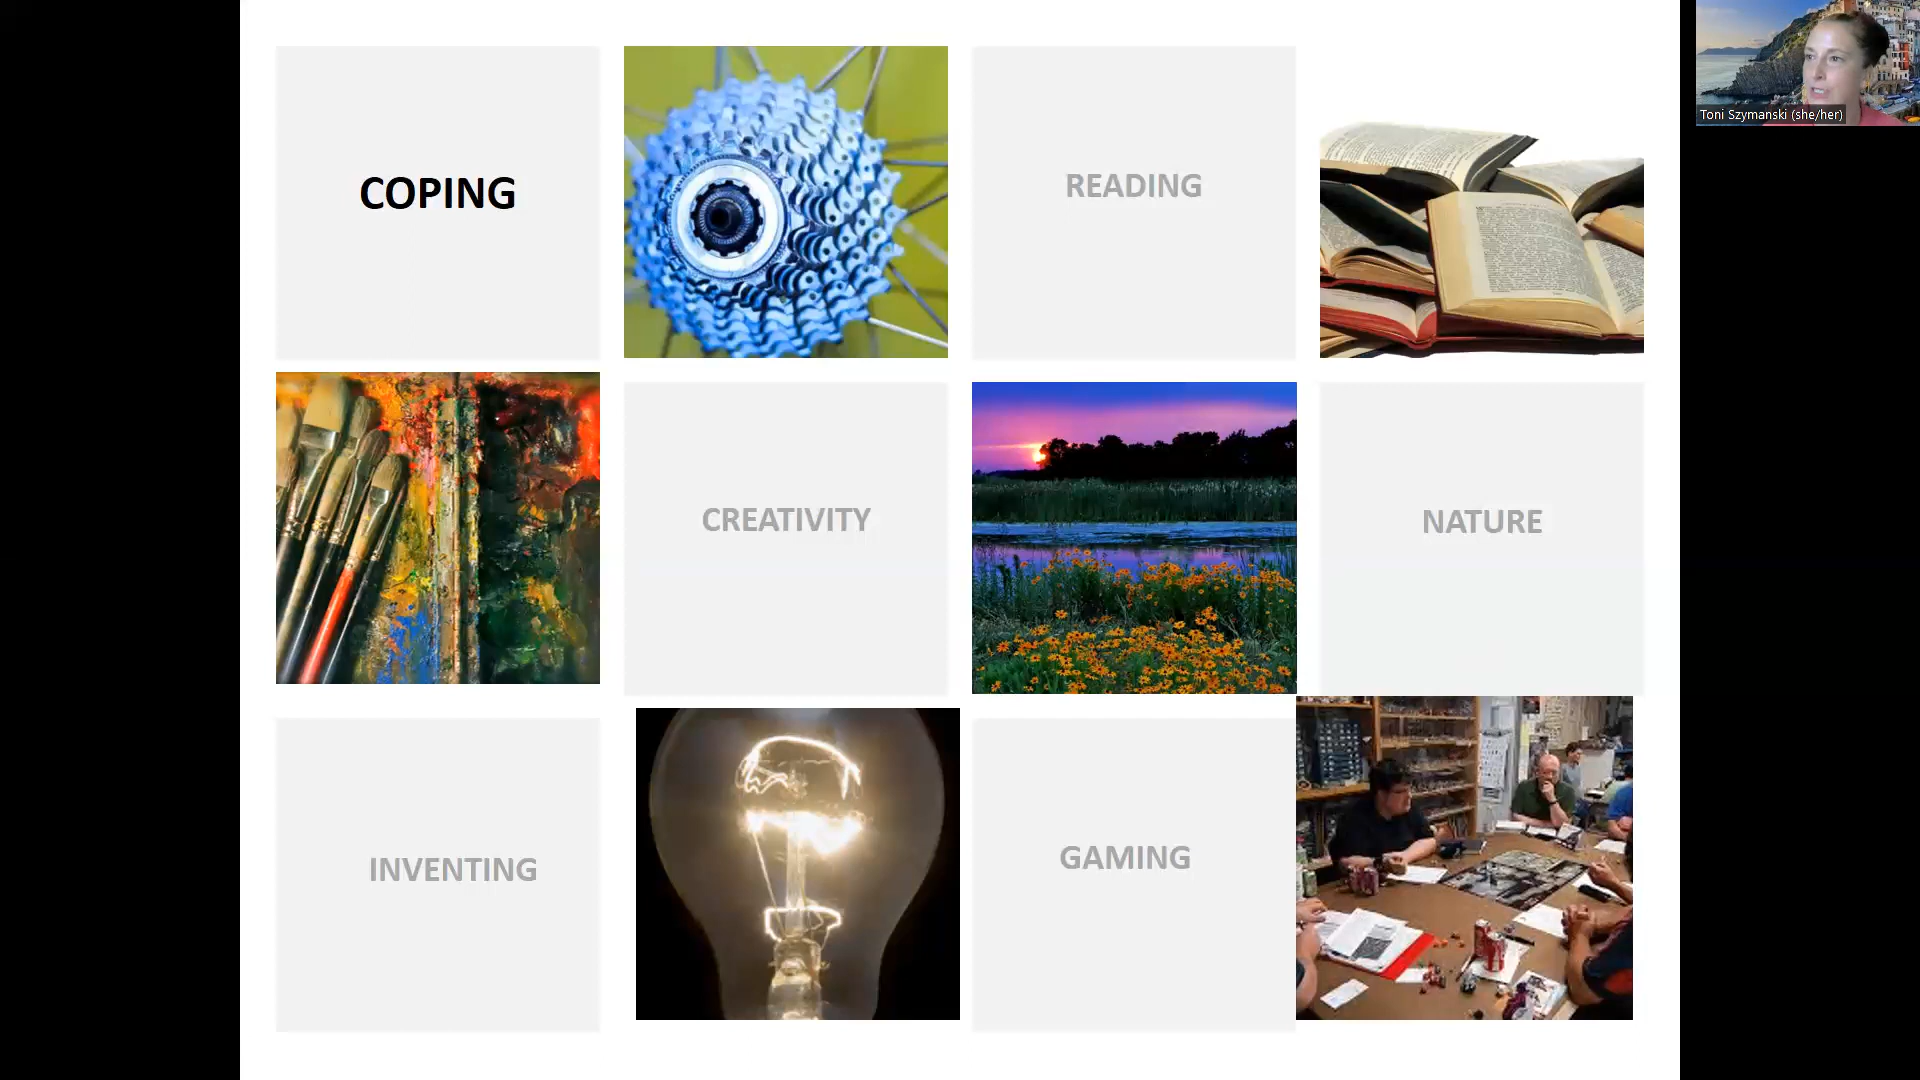 COPING
READING
Toni Szymanski (she/her)
CREATIVITY
NATURE
INVENTING
GAMING